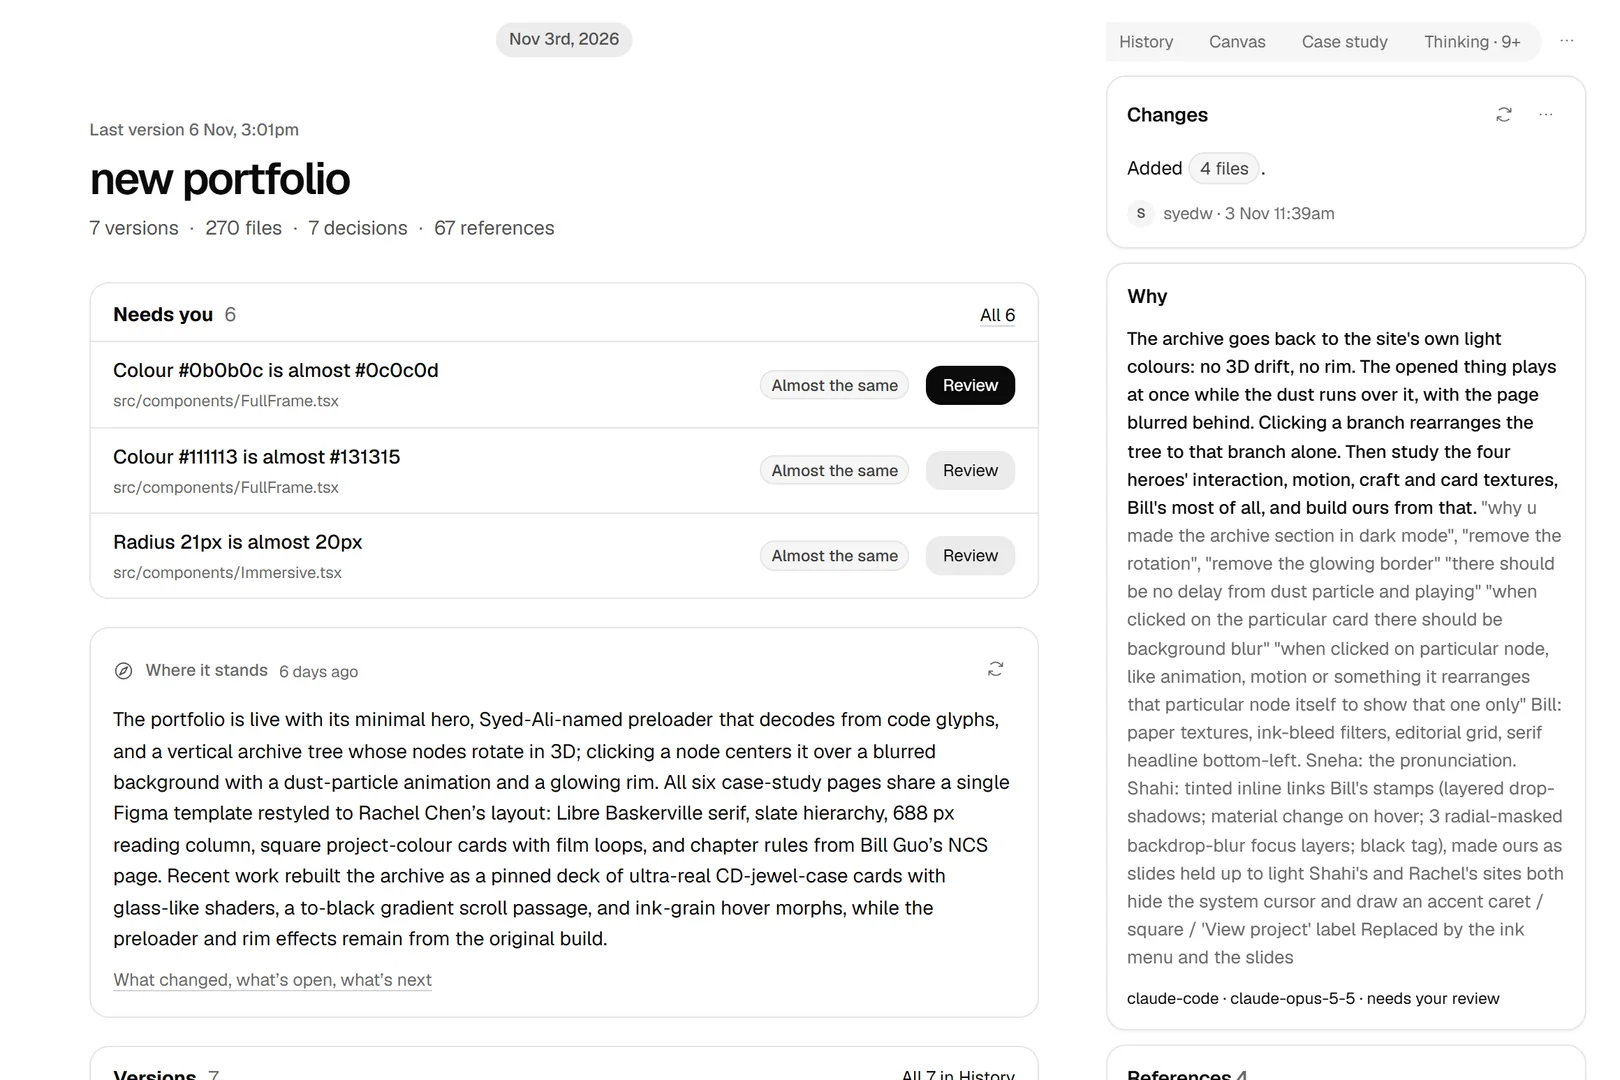 Nov 3rd, 2026
Last version 6 Nov, 3:01pm
new portfolio
7 versions · 270 files · 7 decisions · 67 references
Needs you 6
All 6
Colour #0b0b0c is almost #0c0c0d
src/components/FullFrame.tsx
Almost the same
Review
Colour #111113 is almost #131315
src/components/FullFrame.tsx
Almost the same
Review
Radius 21px is almost 20px
src/components/Immersive.tsx
Almost the same
Review
Where it stands 6 days ago
The portfolio is live with its minimal hero, Syed-Ali-named preloader that decodes from code glyphs,
and a vertical archive tree whose nodes rotate in 3D; clicking a node centers it over a blurred
background with a dust-particle animation and a glowing rim. All six case-study pages share a single
Figma template restyled to Rachel Chen’s layout: Libre Baskerville serif, slate hierarchy, 688 px
reading column, square project-colour cards with film loops, and chapter rules from Bill Guo’s NCS
page. Recent work rebuilt the archive as a pinned deck of ultra-real CD-jewel-case cards with
glass-like shaders, a to-black gradient scroll passage, and ink-grain hover morphs, while the
preloader and rim effects remain from the original build.
What changed, what’s open, what’s next
Versions 7
All 7 in History
History
Canvas
Case study
Thinking · 9+
Changes
Added 4 files .
S
syedw · 3 Nov 11:39am
Why
The archive goes back to the site's own light
colours: no 3D drift, no rim. The opened thing plays
at once while the dust runs over it, with the page
blurred behind. Clicking a branch rearranges the
tree to that branch alone. Then study the four
heroes' interaction, motion, craft and card textures,
Bill's most of all, and build ours from that. "why u
made the archive section in dark mode", "remove the
rotation", "remove the glowing border" "there should
be no delay from dust particle and playing" "when
clicked on the particular card there should be
background blur" "when clicked on particular node,
like animation, motion or something it rearranges
that particular node itself to show that one only" Bill:
paper textures, ink-bleed filters, editorial grid, serif
headline bottom-left. Sneha: the pronunciation.
Shahi: tinted inline links Bill's stamps (layered drop-
shadows; material change on hover; 3 radial-masked
backdrop-blur focus layers; black tag), made ours as
slides held up to light Shahi's and Rachel's sites both
hide the system cursor and draw an accent caret /
square / 'View project' label Replaced by the ink
menu and the slides
claude-code · claude-opus-5-5 · needs your review
References 4